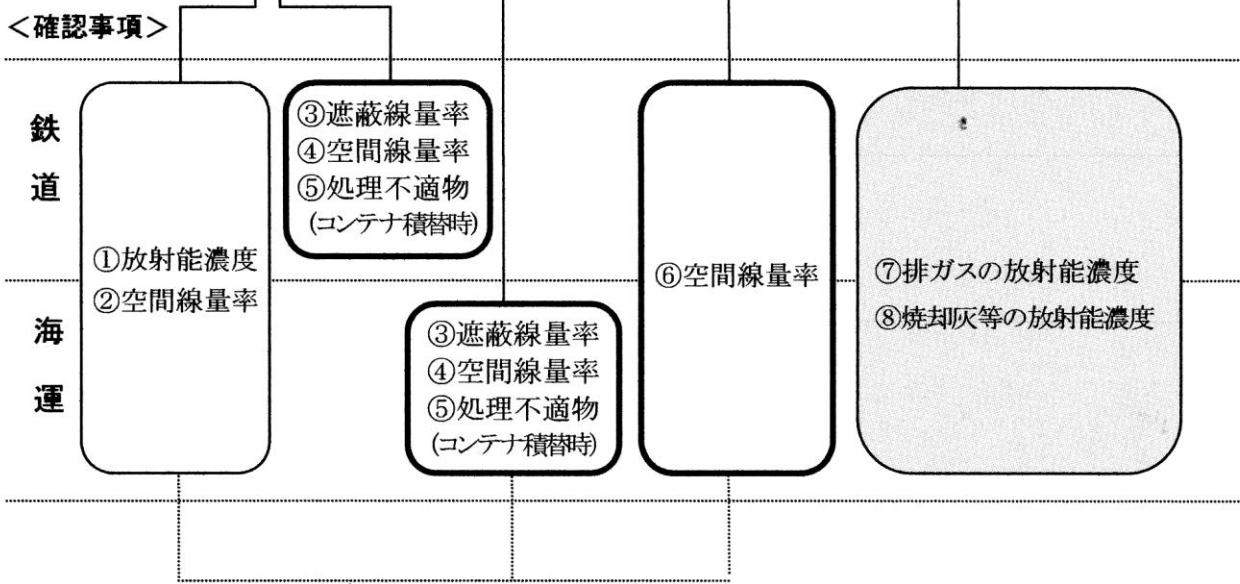 ＜確認事項＞
鉄道
①放射能濃度
②空間線量率
③遮蔽線量率
④空間線量率
⑤処理不適物
(コンテナ積替時)
海運
③遮蔽線量率
④空間線量率
⑤処理不適物
(コンテナ積替時)
⑥空間線量率
⑦排ガスの放射能濃度
⑧焼却灰等の放射能濃度